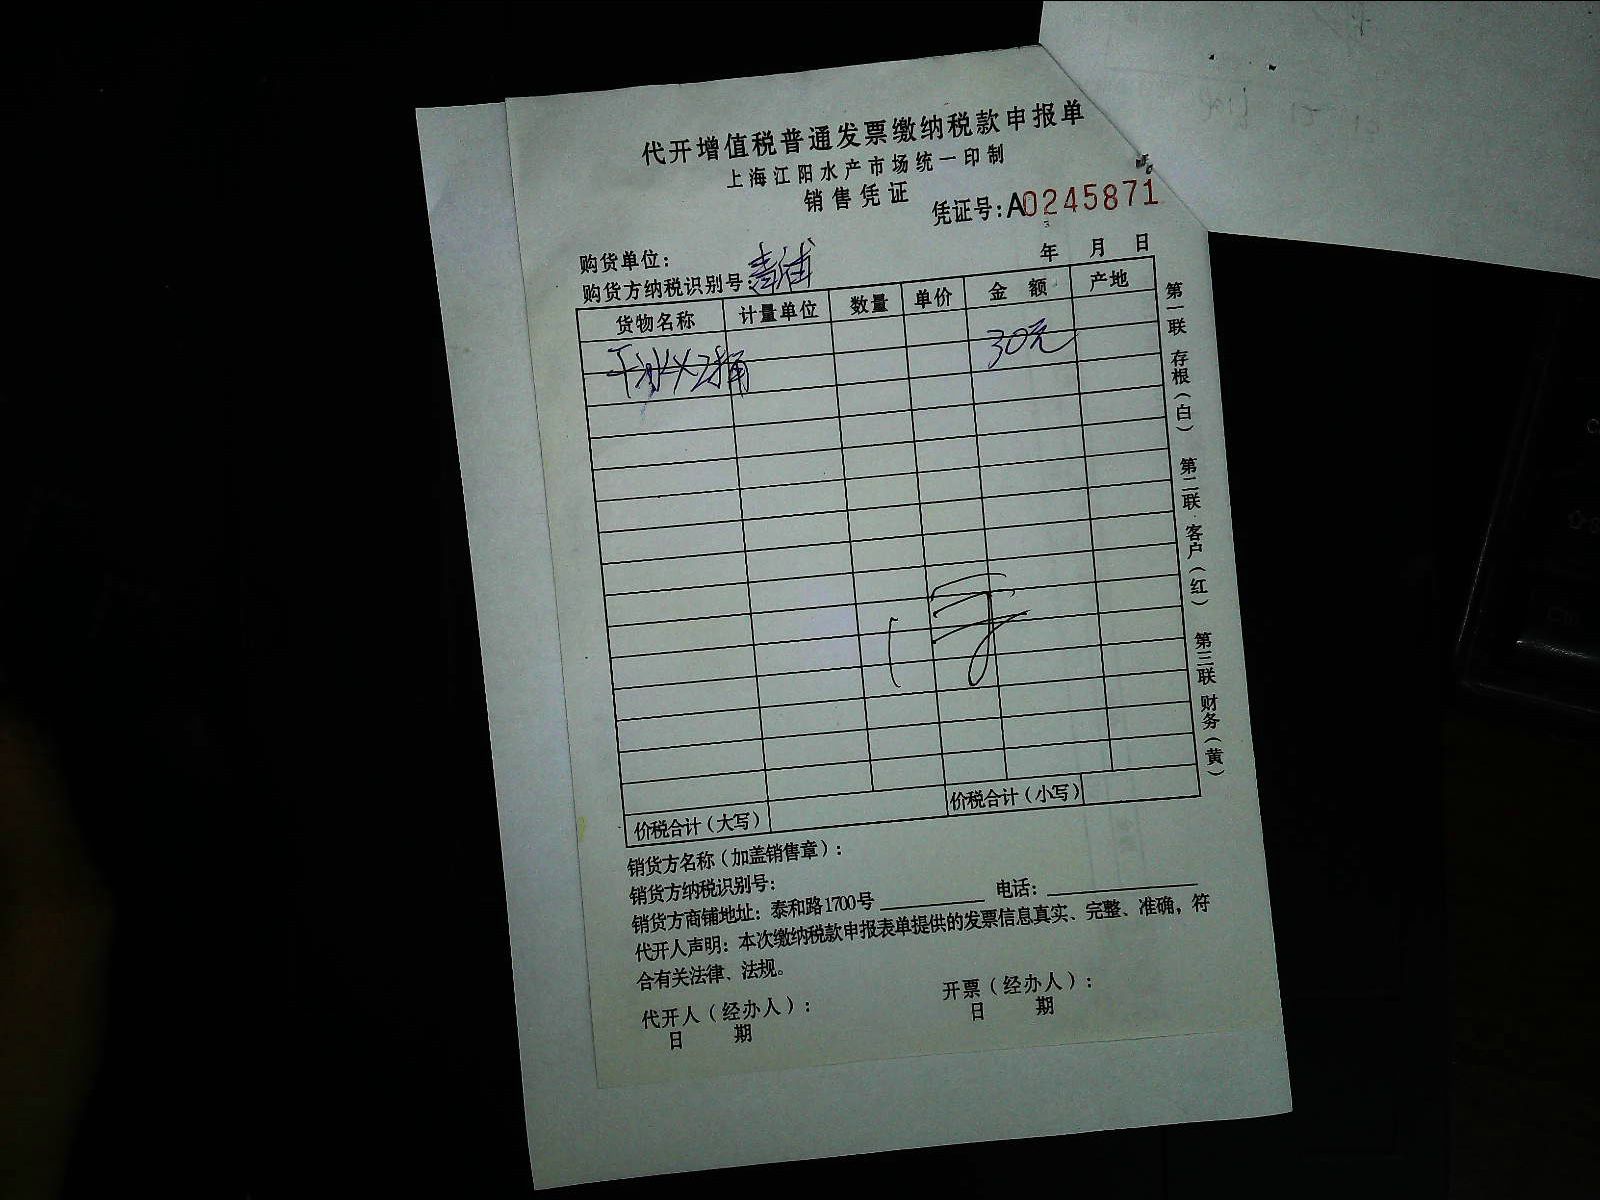 代开增值税普通发票缴纳税款申报单
上海江阳水产市场统一印制
销售凭证
凭证号:A0245871
购货单位:
年 月 日
购货方纳税识别号:
货物名称 计量单位 数量 单价 金 额 产地
干冰×2桶 30元
价税合计(大写) 价税合计(小写)
销货方名称(加盖销售章):
销货方纳税识别号:
销货方商铺地址:泰和路1700号 电话:
代开人声明:本次缴纳税款申报表单提供的发票信息真实、完整、准确,符
合有关法律、法规。
代开人(经办人): 开票(经办人):
日 期 日 期
第一联 存根(白) 第二联 客户(红) 第三联 财务(黄)